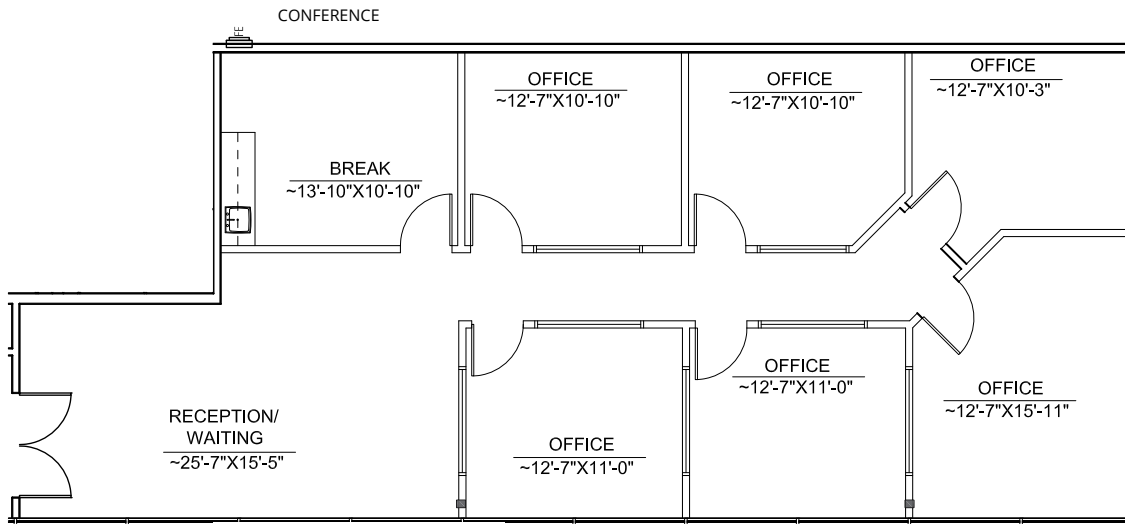 CONFERENCE
FE
OFFICE
~12'-7"X10'-10"
OFFICE
~12'-7"X10'-10"
OFFICE
~12'-7"X10'-3"
BREAK
~13'-10"X10'-10"
RECEPTION/
WAITING
~25'-7"X15'-5"
OFFICE
~12'-7"X11'-0"
OFFICE
~12'-7"X11'-0"
OFFICE
~12'-7"X15'-11"